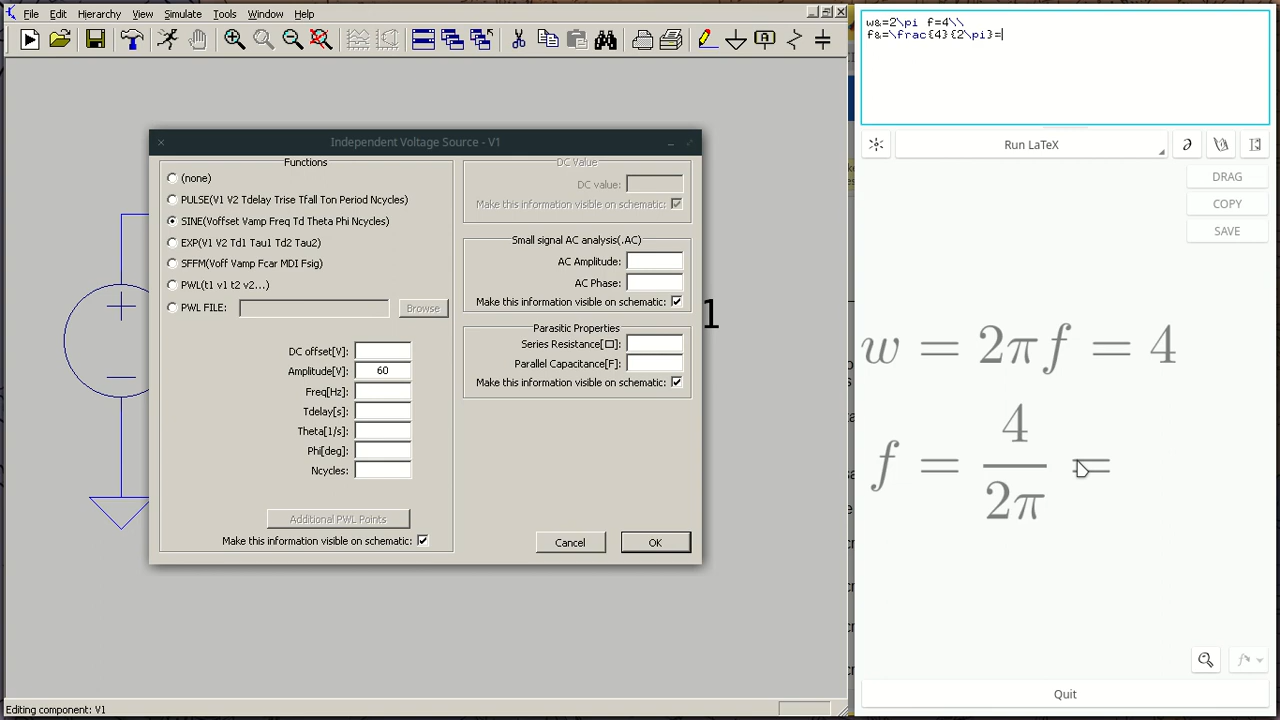 File Edit Hierarchy View Simulate Tools Window Help
Independent Voltage Source - V1
Functions
(none)
PULSE(V1 V2 Tdelay Trise Tfall Ton Period Ncycles)
SINE(Voffset Vamp Freq Td Theta Phi Ncycles)
EXP(V1 V2 Td1 Tau1 Td2 Tau2)
SFFM(Voff Vamp Fcar MDI Fsig)
PWL(t1 v1 t2 v2...)
PWL FILE: Browse
DC offset[V]:
Amplitude[V]: 60
Freq[Hz]:
Tdelay[s]:
Theta[1/s]:
Phi[deg]:
Ncycles:
Additional PWL Points
Make this information visible on schematic:
DC Value
DC value:
Make this information visible on schematic:
Small signal AC analysis(.AC)
AC Amplitude:
AC Phase:
Make this information visible on schematic:
Parasitic Properties
Series Resistance[□]:
Parallel Capacitance[F]:
Make this information visible on schematic:
Cancel OK
1
Editing component: V1
w&=2\pi f=4\\
f&=\frac{4}{2\pi}=
Run LaTeX
DRAG
COPY
SAVE
w = 2πf = 4
f = 4/2π =
Quit